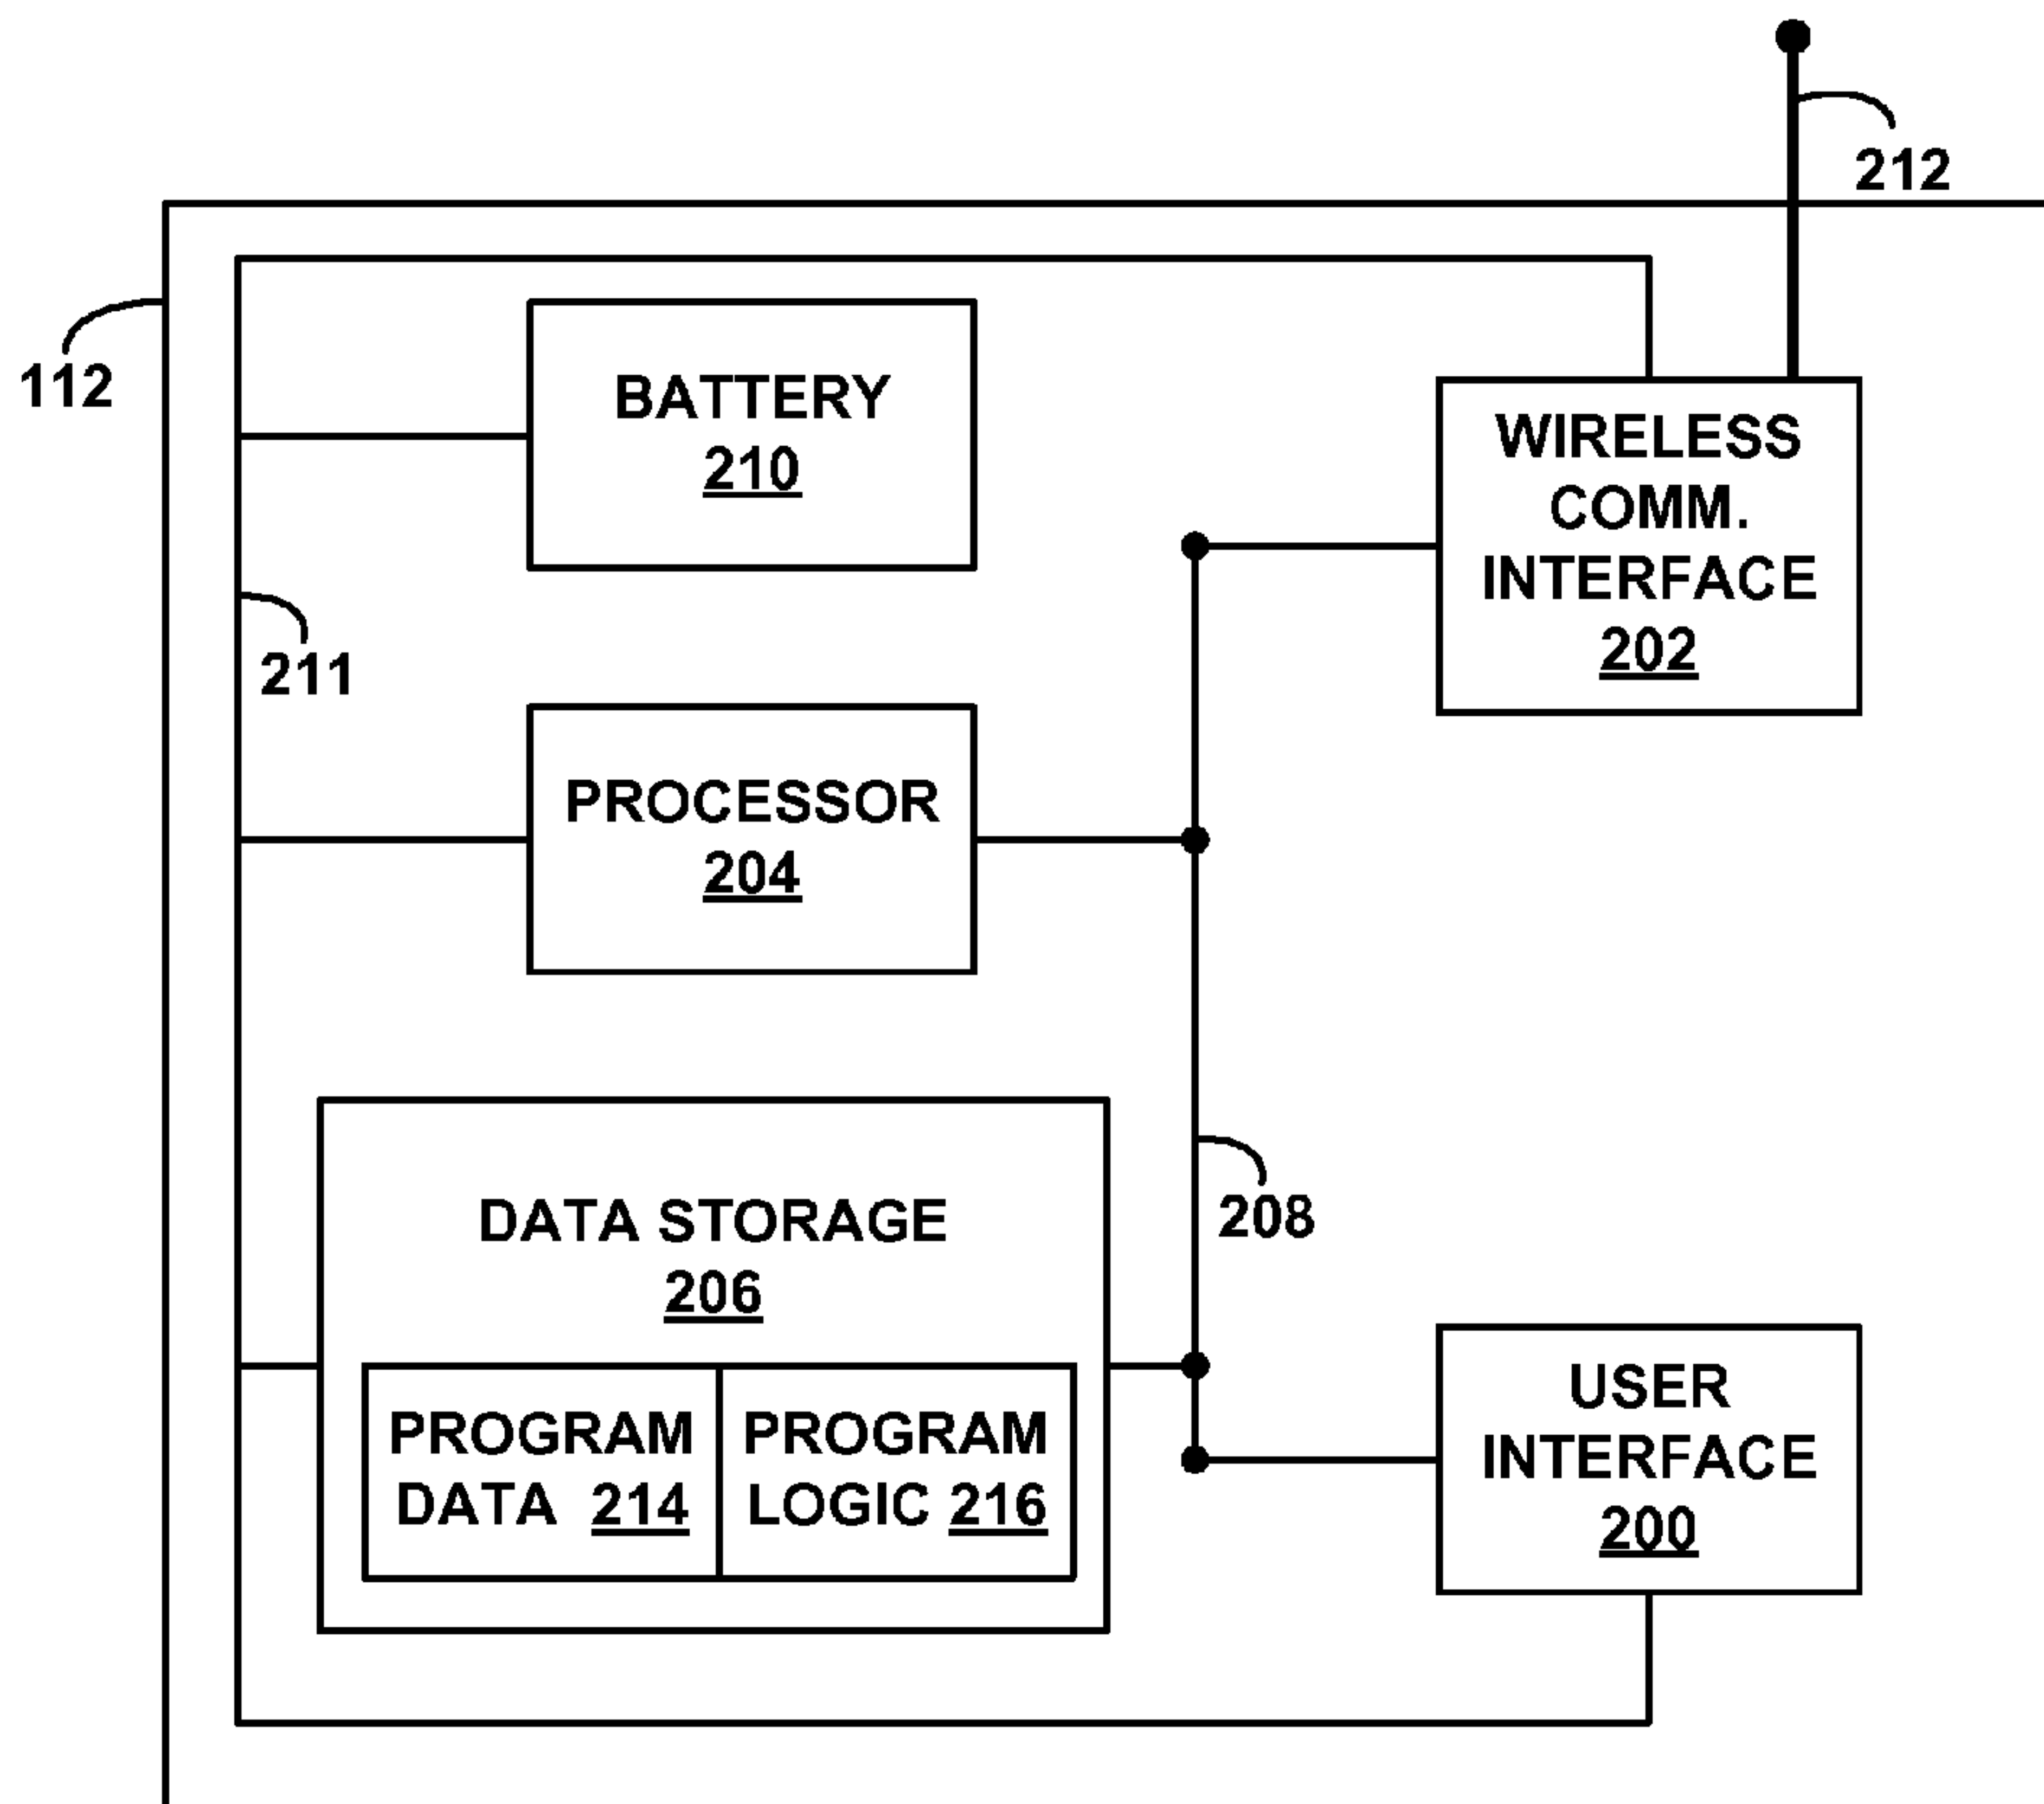 212
112
BATTERY
210
WIRELESS
COMM.
INTERFACE
202
211
PROCESSOR
204
208
DATA STORAGE
206
PROGRAM
DATA 214
PROGRAM
LOGIC 216
USER
INTERFACE
200